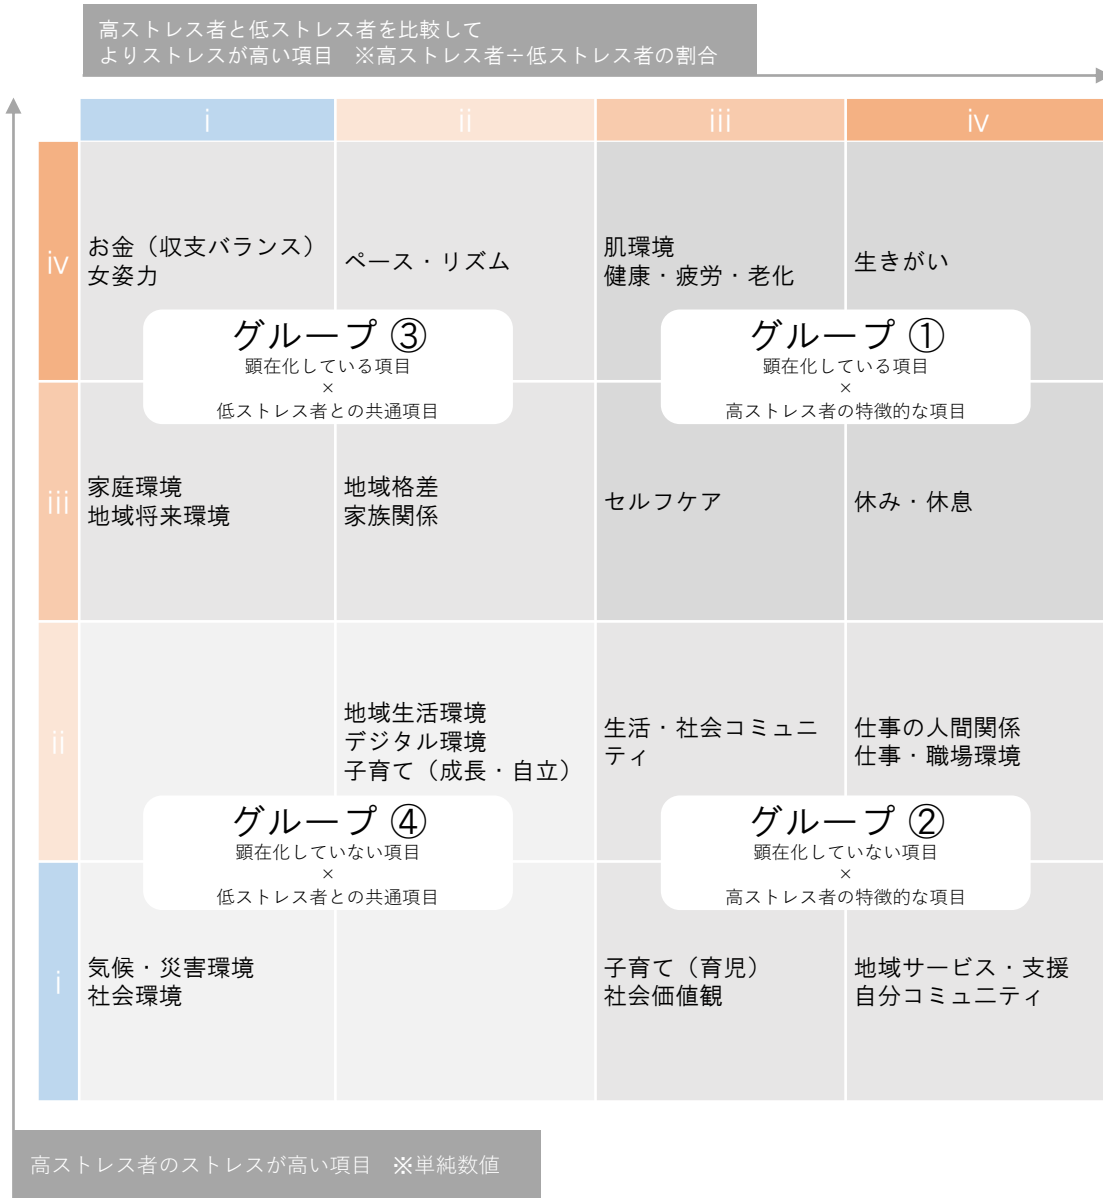 高ストレス者と低ストレス者を比較して
よりストレスが高い項目　※高ストレス者÷低ストレス者の割合
i
ii
iii
iv
iv
お金（収支バランス）
女姿力
ペース・リズム
肌環境
健康・疲労・老化
生きがい
グループ ③
顕在化している項目
×
低ストレス者との共通項目
グループ ①
顕在化している項目
×
高ストレス者の特徴的な項目
iii
家庭環境
地域将来環境
地域格差
家族関係
セルフケア
休み・休息
ii
地域生活環境
デジタル環境
子育て（成長・自立）
生活・社会コミュニ
ティ
仕事の人間関係
仕事・職場環境
グループ ④
顕在化していない項目
×
低ストレス者との共通項目
グループ ②
顕在化していない項目
×
高ストレス者の特徴的な項目
i
気候・災害環境
社会環境
子育て（育児）
社会価値観
地域サービス・支援
自分コミュニティ
高ストレス者のストレスが高い項目　※単純数値